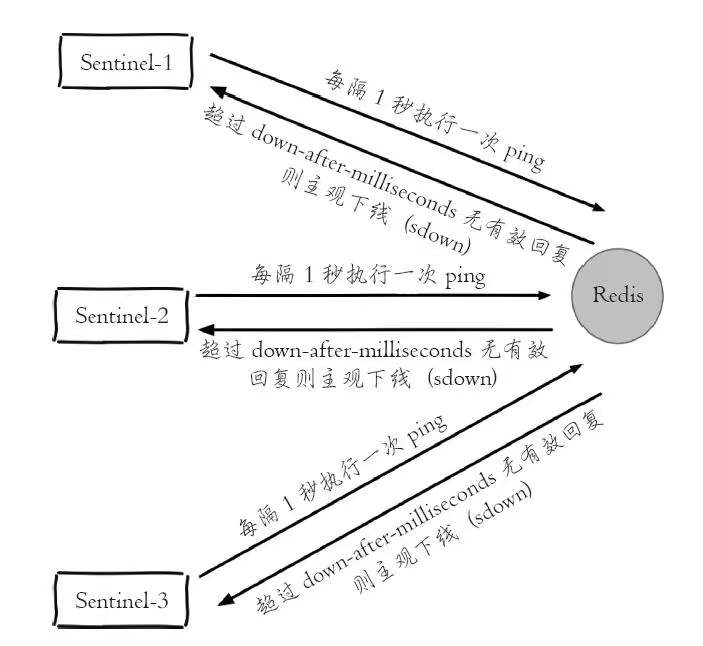 Sentinel-1
每隔 1 秒执行一次 ping
超过 down-after-milliseconds 无有效回复
则主观下线 (sdown)
每隔 1 秒执行一次 ping
Redis
Sentinel-2
超过 down-after-milliseconds 无有效
回复则主观下线 (sdown)
每隔 1 秒执行一次 ping
超过 down-after-milliseconds 无有效回复
则主观下线 (sdown)
Sentinel-3